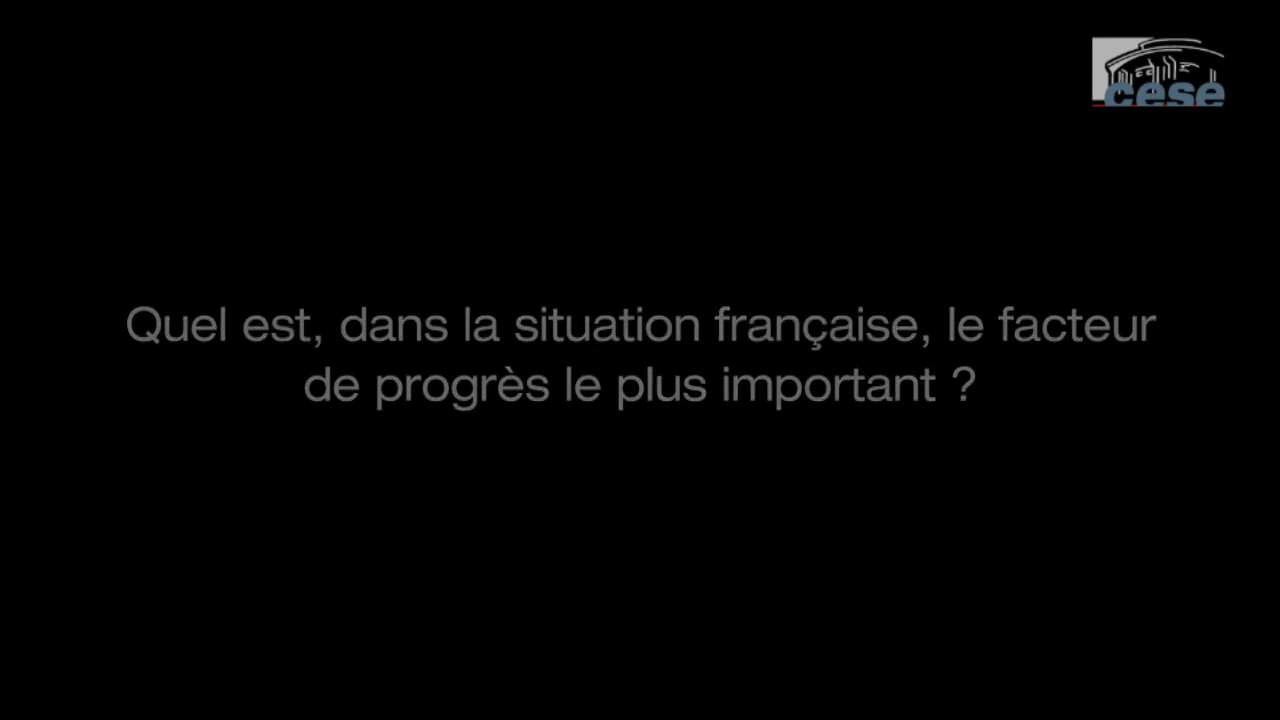 cese
Quel est, dans la situation française, le facteur
de progrès le plus important ?